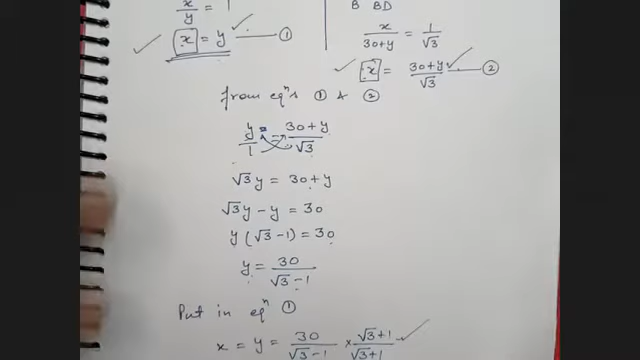 x/y = 1
x = y —— ①
B BD
x/(30+y) = 1/√3
x = (30+y)/√3 —— ②
from eqⁿs ① & ②
y/1 = (30+y)/√3
√3y = 30+y
√3y - y = 30
y(√3-1) = 30
y = 30/(√3-1)
Put in eqⁿ ①
x = y = 30/(√3-1) × (√3+1)/(√3+1)